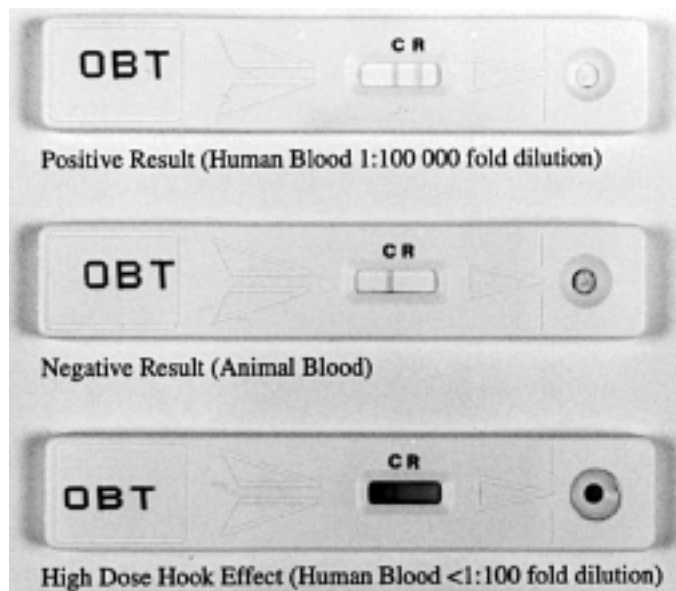 C R
OBT
Positive Result (Human Blood 1:100 000 fold dilution)
C R
OBT
Negative Result (Animal Blood)
C R
OBT
High Dose Hook Effect (Human Blood <1:100 fold dilution)